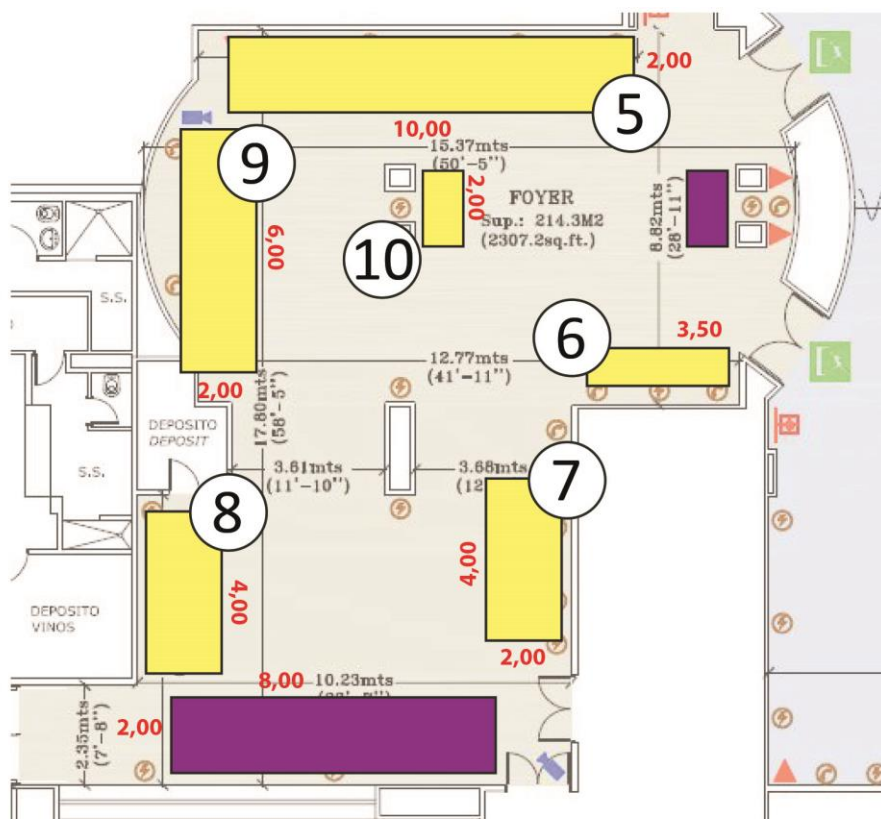 2,00
5
10,00
15.37mts
(50'-5")
9
2,00
FOYER
Sup.: 214.3M2
(2307.2sq.ft.)
8.82mts
(28'-11")
6,00
10
S.S.
6
3,50
12.77mts
(41'-11")
2,00
17.80mts
(58'-5")
DEPOSITO
DEPOSIT
3.61mts
(11'-10")
3.68mts
(12
7
S.S.
8
4,00
4,00
DEPOSITO
VINOS
2,00
8,00
10.23mts
2,00
2.35mts
(7'-8")